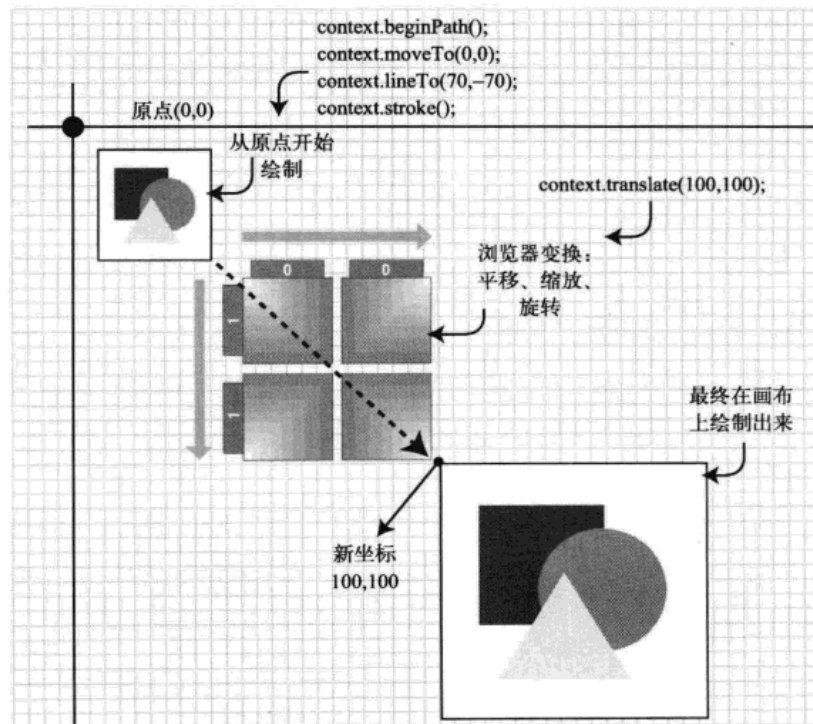 context.beginPath();
context.moveTo(0,0);
context.lineTo(70,−70);
context.stroke();
原点(0,0)
从原点开始
绘制
context.translate(100,100);
浏览器变换：
平移、缩放、
旋转
0
0
1
1
最终在画布
上绘制出来
新坐标
100,100